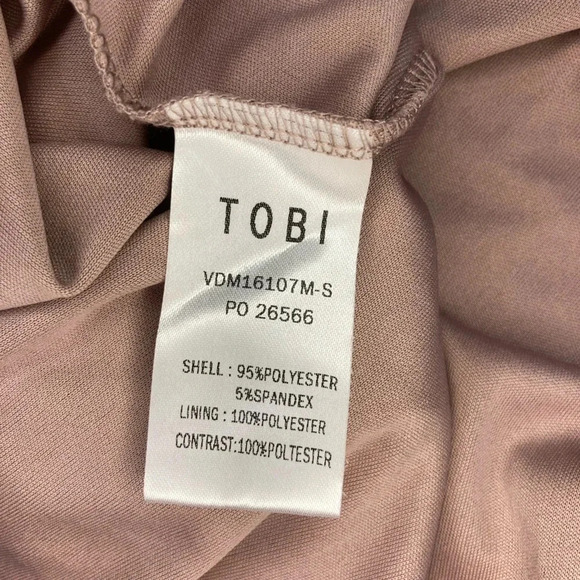 TOBI
VDM16107M-S
PO 26566
SHELL : 95%POLYESTER
5%SPANDEX
LINING : 100%POLYESTER
CONTRAST:100%POLTESTER